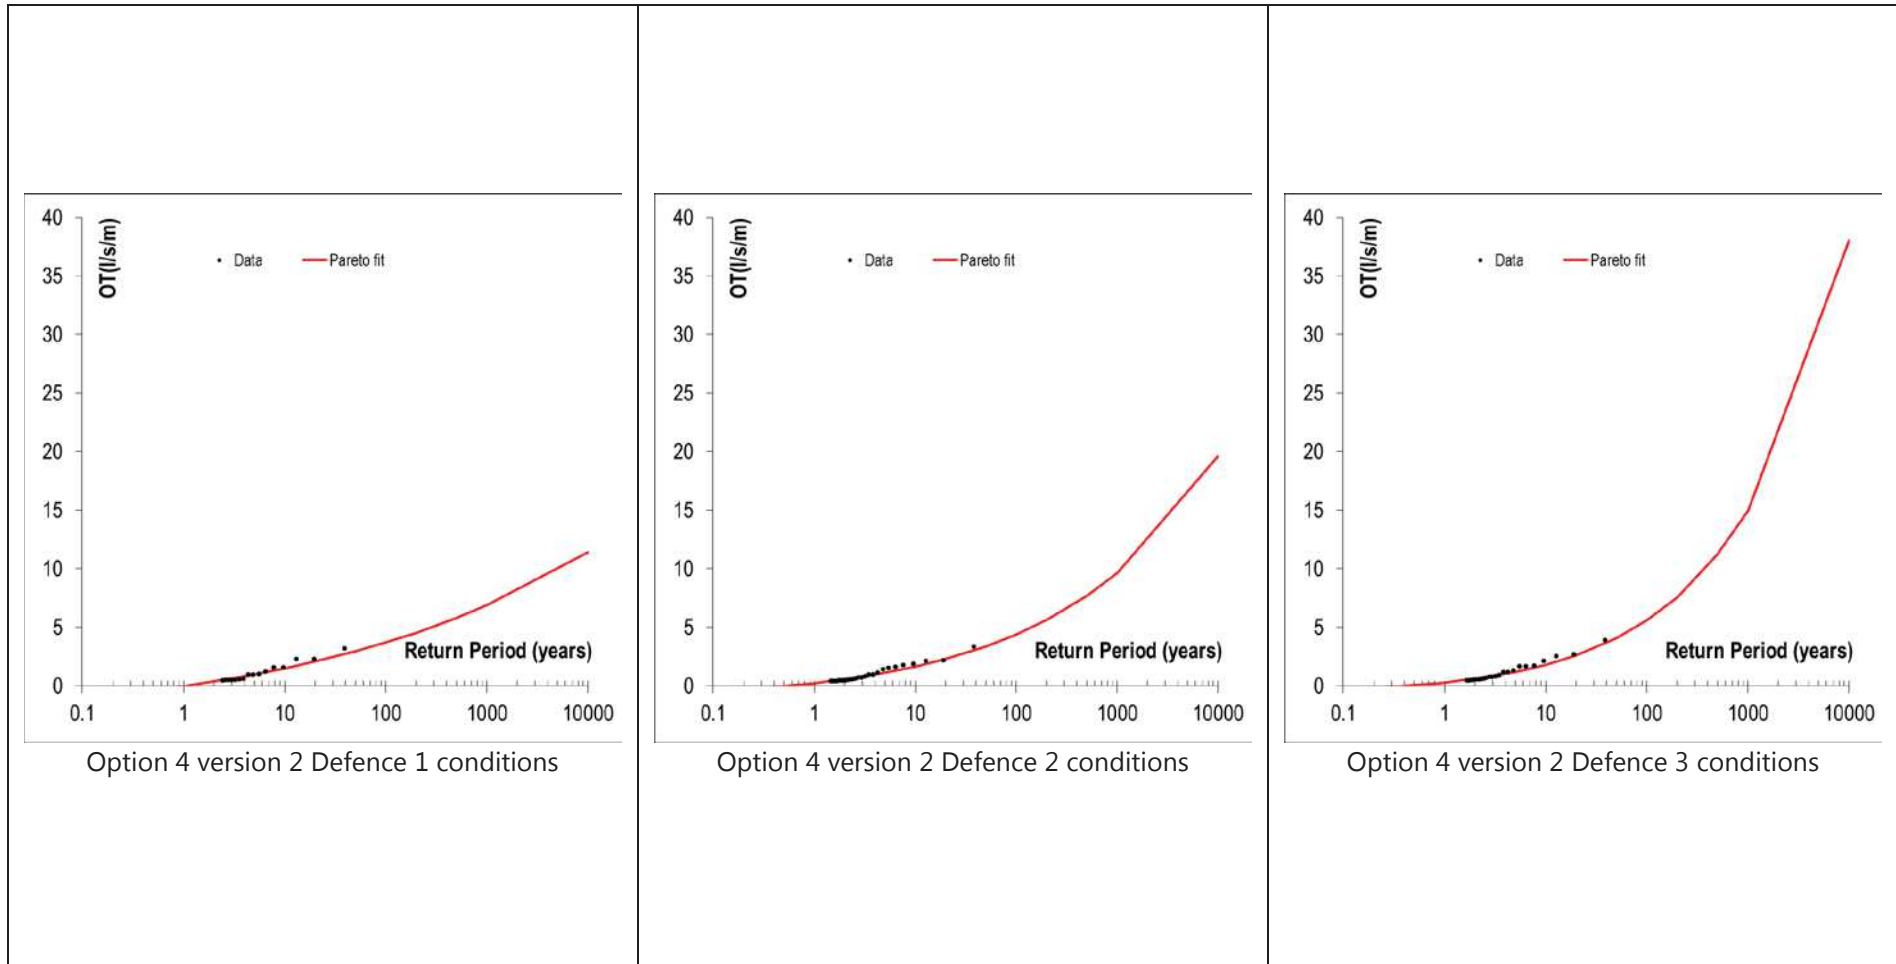 40
35
30
25
20
15
10
5
0
OT(l/s/m)
Data
Pareto fit
Return Period (years)
0.1 1 10 100 1000 10000
Option 4 version 2 Defence 1 conditions
40
35
30
25
20
15
10
5
0
OT(l/s/m)
Data
Pareto fit
Return Period (years)
0.1 1 10 100 1000 10000
Option 4 version 2 Defence 2 conditions
40
35
30
25
20
15
10
5
0
OT(l/s/m)
Data
Pareto fit
Return Period (years)
0.1 1 10 100 1000 10000
Option 4 version 2 Defence 3 conditions